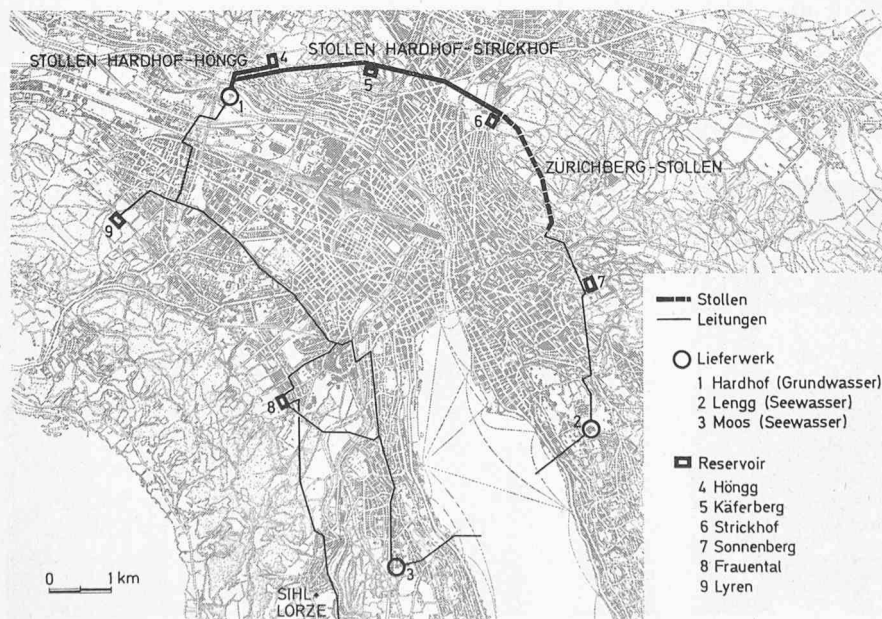 STOLLEN HARDHOF-HÖNGG
4
STOLLEN HARDHOF-STRICKHOF
5
1
6
ZÜRICHBERG-STOLLEN
9
7
Stollen
Leitungen
Lieferwerk
1 Hardhof (Grundwasser)
2 Lengg (Seewasser)
3 Moos (Seewasser)
8
2
Reservoir
4 Höngg
5 Käferberg
6 Strickhof
7 Sonnenberg
8 Frauental
9 Lyren
3
0 1 km
SIHL-
LORZE